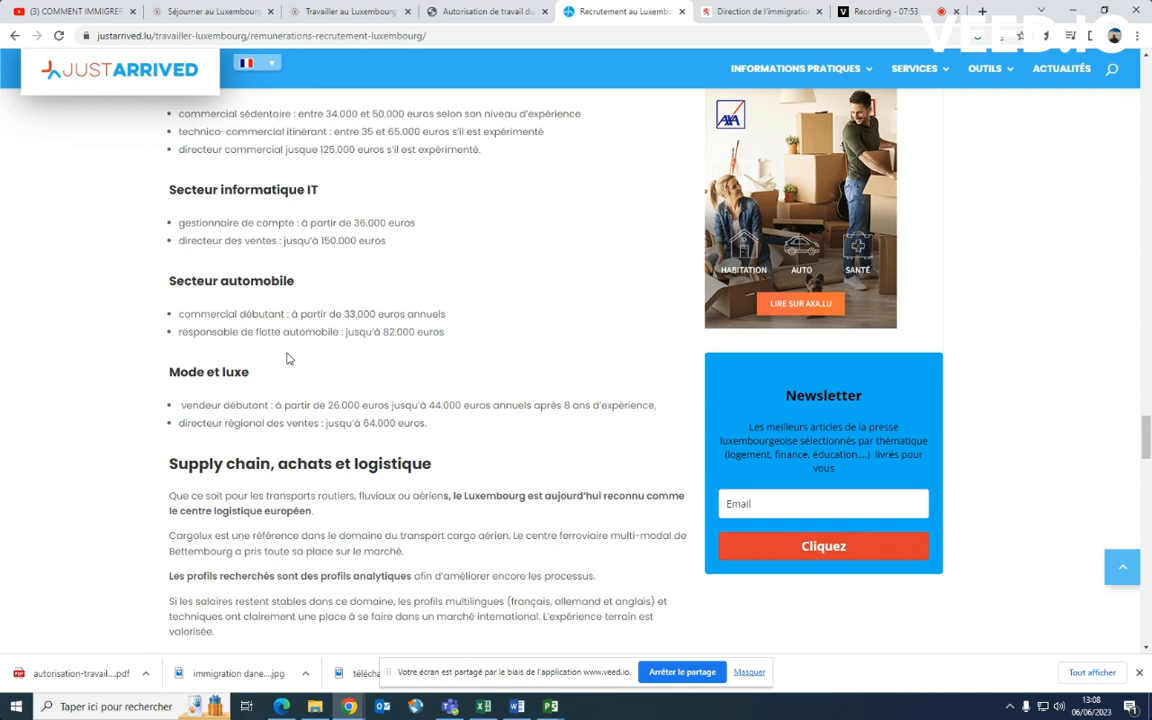 (3) COMMENT IMMIGRER
Séjourner au Luxembourg
Travailler au Luxembourg
Autorisation de travail du
Recrutement au Luxembo
Direction de l'immigration
Recording - 07:53
VEED.IO
justarrived.lu/travailler-luxembourg/remunerations-recrutement-luxembourg/
JUSTARRIVED
INFORMATIONS PRATIQUES
SERVICES
OUTILS
ACTUALITÉS
commercial sédentaire : entre 34.000 et 50.000 euros selon son niveau d'expérience
technico-commercial itinérant : entre 35 et 65.000 euros s'il est expérimenté
directeur commercial jusque 125.000 euros s'il est expérimenté.
Secteur informatique IT
gestionnaire de compte : à partir de 36.000 euros
directeur des ventes : jusqu'à 150.000 euros
Secteur automobile
commercial débutant : à partir de 33.000 euros annuels
responsable de flotte automobile : jusqu'à 82.000 euros
Mode et luxe
vendeur débutant : à partir de 26.000 euros jusqu'à 44.000 euros annuels après 8 ans d'expérience,
directeur régional des ventes : jusqu'à 64.000 euros.
Supply chain, achats et logistique
Que ce soit pour les transports routiers, fluviaux ou aériens, le Luxembourg est aujourd'hui reconnu comme
le centre logistique européen.
Cargolux est une référence dans le domaine du transport cargo aérien. Le centre ferroviaire multi-modal de
Bettembourg a pris toute sa place sur le marché.
Les profils recherchés sont des profils analytiques afin d'améliorer encore les processus.
Si les salaires restent stables dans ce domaine, les profils multilingues (français, allemand et anglais) et
techniques ont clairement une place à se faire dans un marché international. L'expérience terrain est
valorisée.
AXA
HABITATION
AUTO
SANTÉ
LIRE SUR AXA.LU
Newsletter
Les meilleurs articles de la presse
luxembourgeoise sélectionnés par thématique
(logement, finance, éducation....) livrés pour
vous
Email
Cliquez
autorisation-travail....pdf
immigration dane....jpg
télécha
Votre écran est partagé par le biais de l'application www.veed.io.
Arrêter le partage
Masquer
Tout afficher
Taper ici pour rechercher
13:08
06/06/2023